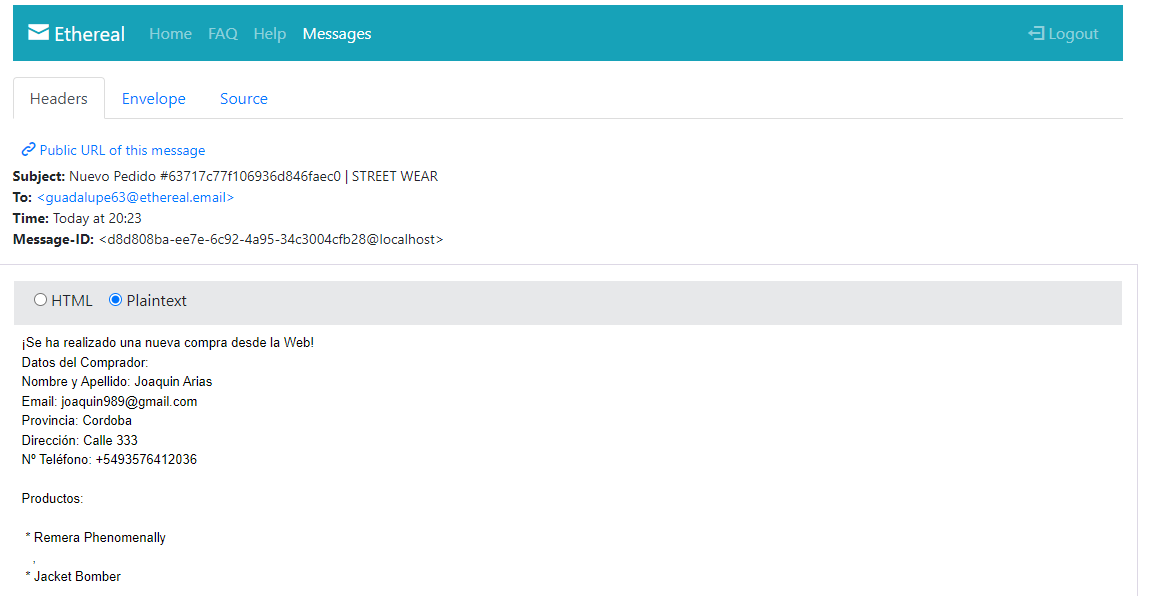 Ethereal Home FAQ Help Messages Logout
Headers Envelope Source
Public URL of this message
Subject: Nuevo Pedido #63717c77f106936d846faec0 | STREET WEAR
To: <guadalupe63@ethereal.email>
Time: Today at 20:23
Message-ID: <d8d808ba-ee7e-6c92-4a95-34c3004cfb28@localhost>
HTML Plaintext
¡Se ha realizado una nueva compra desde la Web!
Datos del Comprador:
Nombre y Apellido: Joaquin Arias
Email: joaquin989@gmail.com
Provincia: Cordoba
Dirección: Calle 333
Nº Teléfono: +5493576412036
Productos:
* Remera Phenomenally
,
* Jacket Bomber